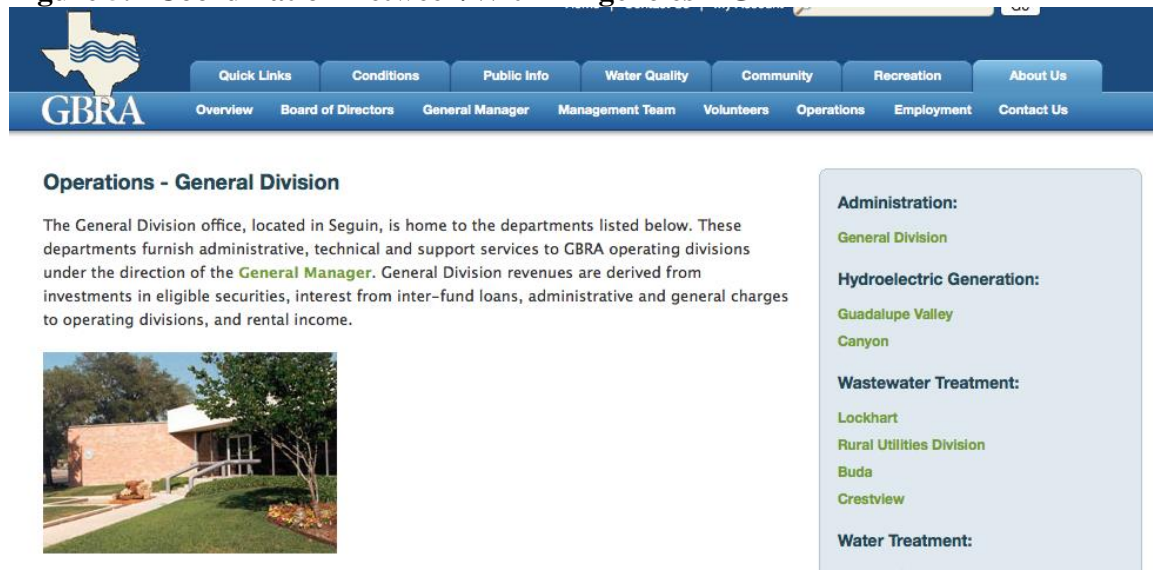 Go
GBRA
Quick Links Conditions Public Info Water Quality Community Recreation About Us
Overview Board of Directors General Manager Management Team Volunteers Operations Employment Contact Us
Operations - General Division
The General Division office, located in Seguin, is home to the departments listed below. These
departments furnish administrative, technical and support services to GBRA operating divisions
under the direction of the General Manager. General Division revenues are derived from
investments in eligible securities, interest from inter-fund loans, administrative and general charges
to operating divisions, and rental income.
Administration:
General Division
Hydroelectric Generation:
Guadalupe Valley
Canyon
Wastewater Treatment:
Lockhart
Rural Utilities Division
Buda
Crestview
Water Treatment: